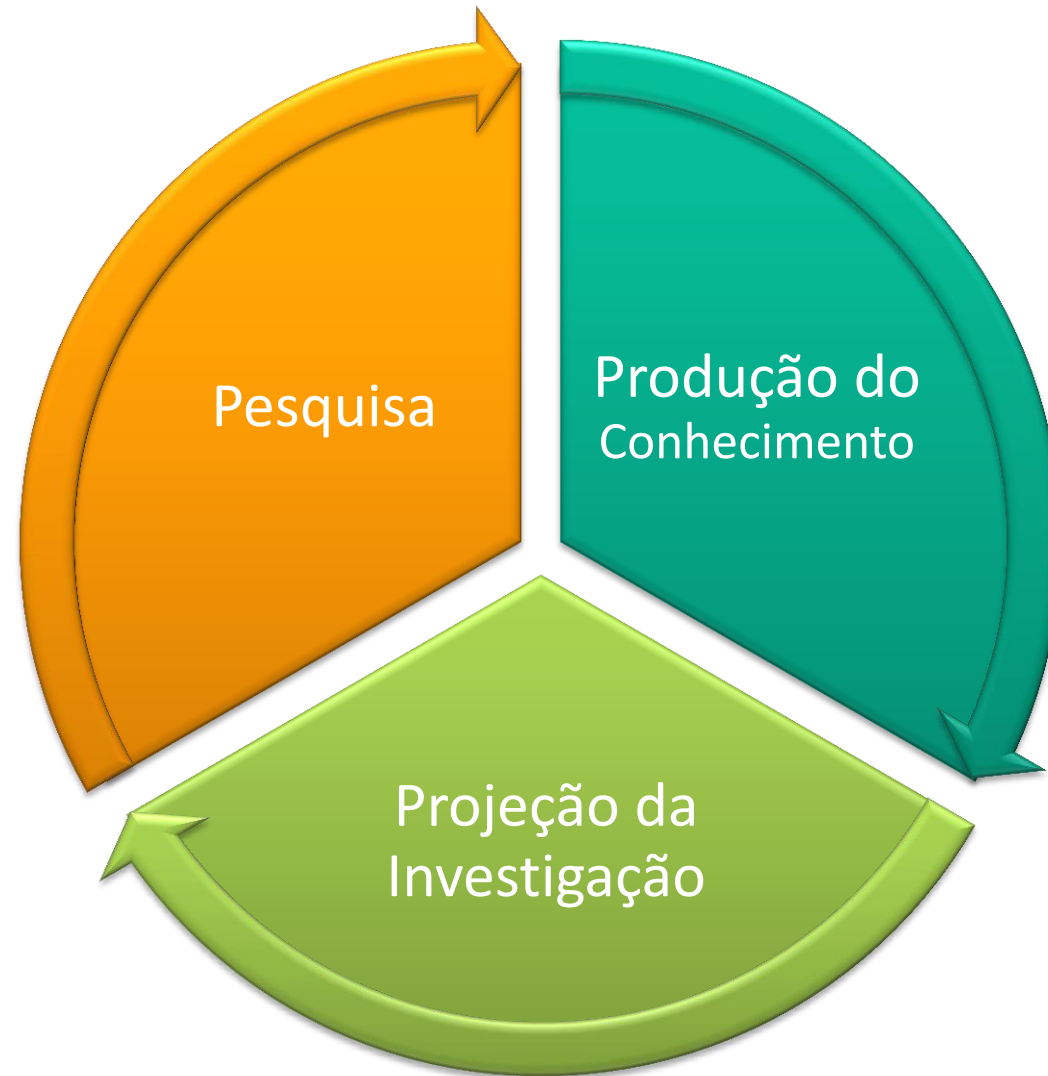 Pesquisa
Produção do
Conhecimento
Projeção da
Investigação